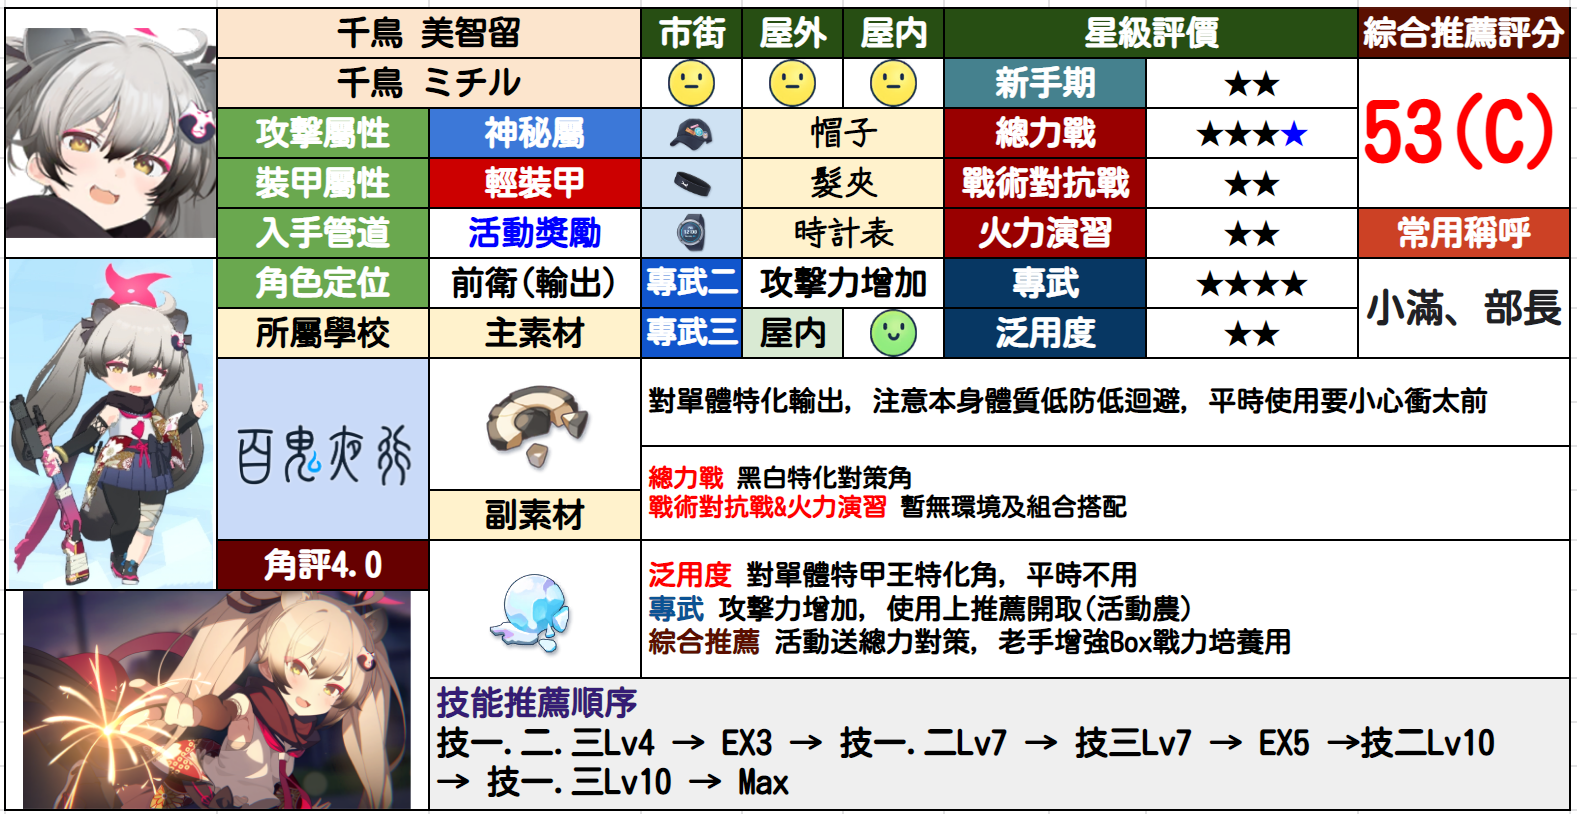 千鳥 美智留
市街
屋外
屋内
星級評價
綜合推薦評分
千鳥 ミチル
新手期
★★
53(C)
攻擊屬性
神秘屬
帽子
總力戰
★★★★
裝甲屬性
輕裝甲
髮夾
戰術對抗戰
★★
入手管道
活動獎勵
時計表
火力演習
★★
常用稱呼
角色定位
前衛(輸出)
專武二
攻擊力增加
專武
★★★★
小滿、部長
所屬學校
主素材
專武三
屋内
泛用度
★★
百鬼夜行
對單體特化輸出, 注意本身體質低防低迴避, 平時使用要小心衝太前
總力戰 黑白特化對策角
戰術對抗戰&火力演習 暫無環境及組合搭配
副素材
角評4.0
泛用度 對單體特甲王特化角, 平時不用
專武 攻擊力增加, 使用上推薦開取(活動農)
綜合推薦 活動送總力對策, 老手增強Box戰力培養用
技能推薦順序
技一.二.三Lv4 → EX3 → 技一.二Lv7 → 技三Lv7 → EX5 →技二Lv10
→ 技一.三Lv10 → Max